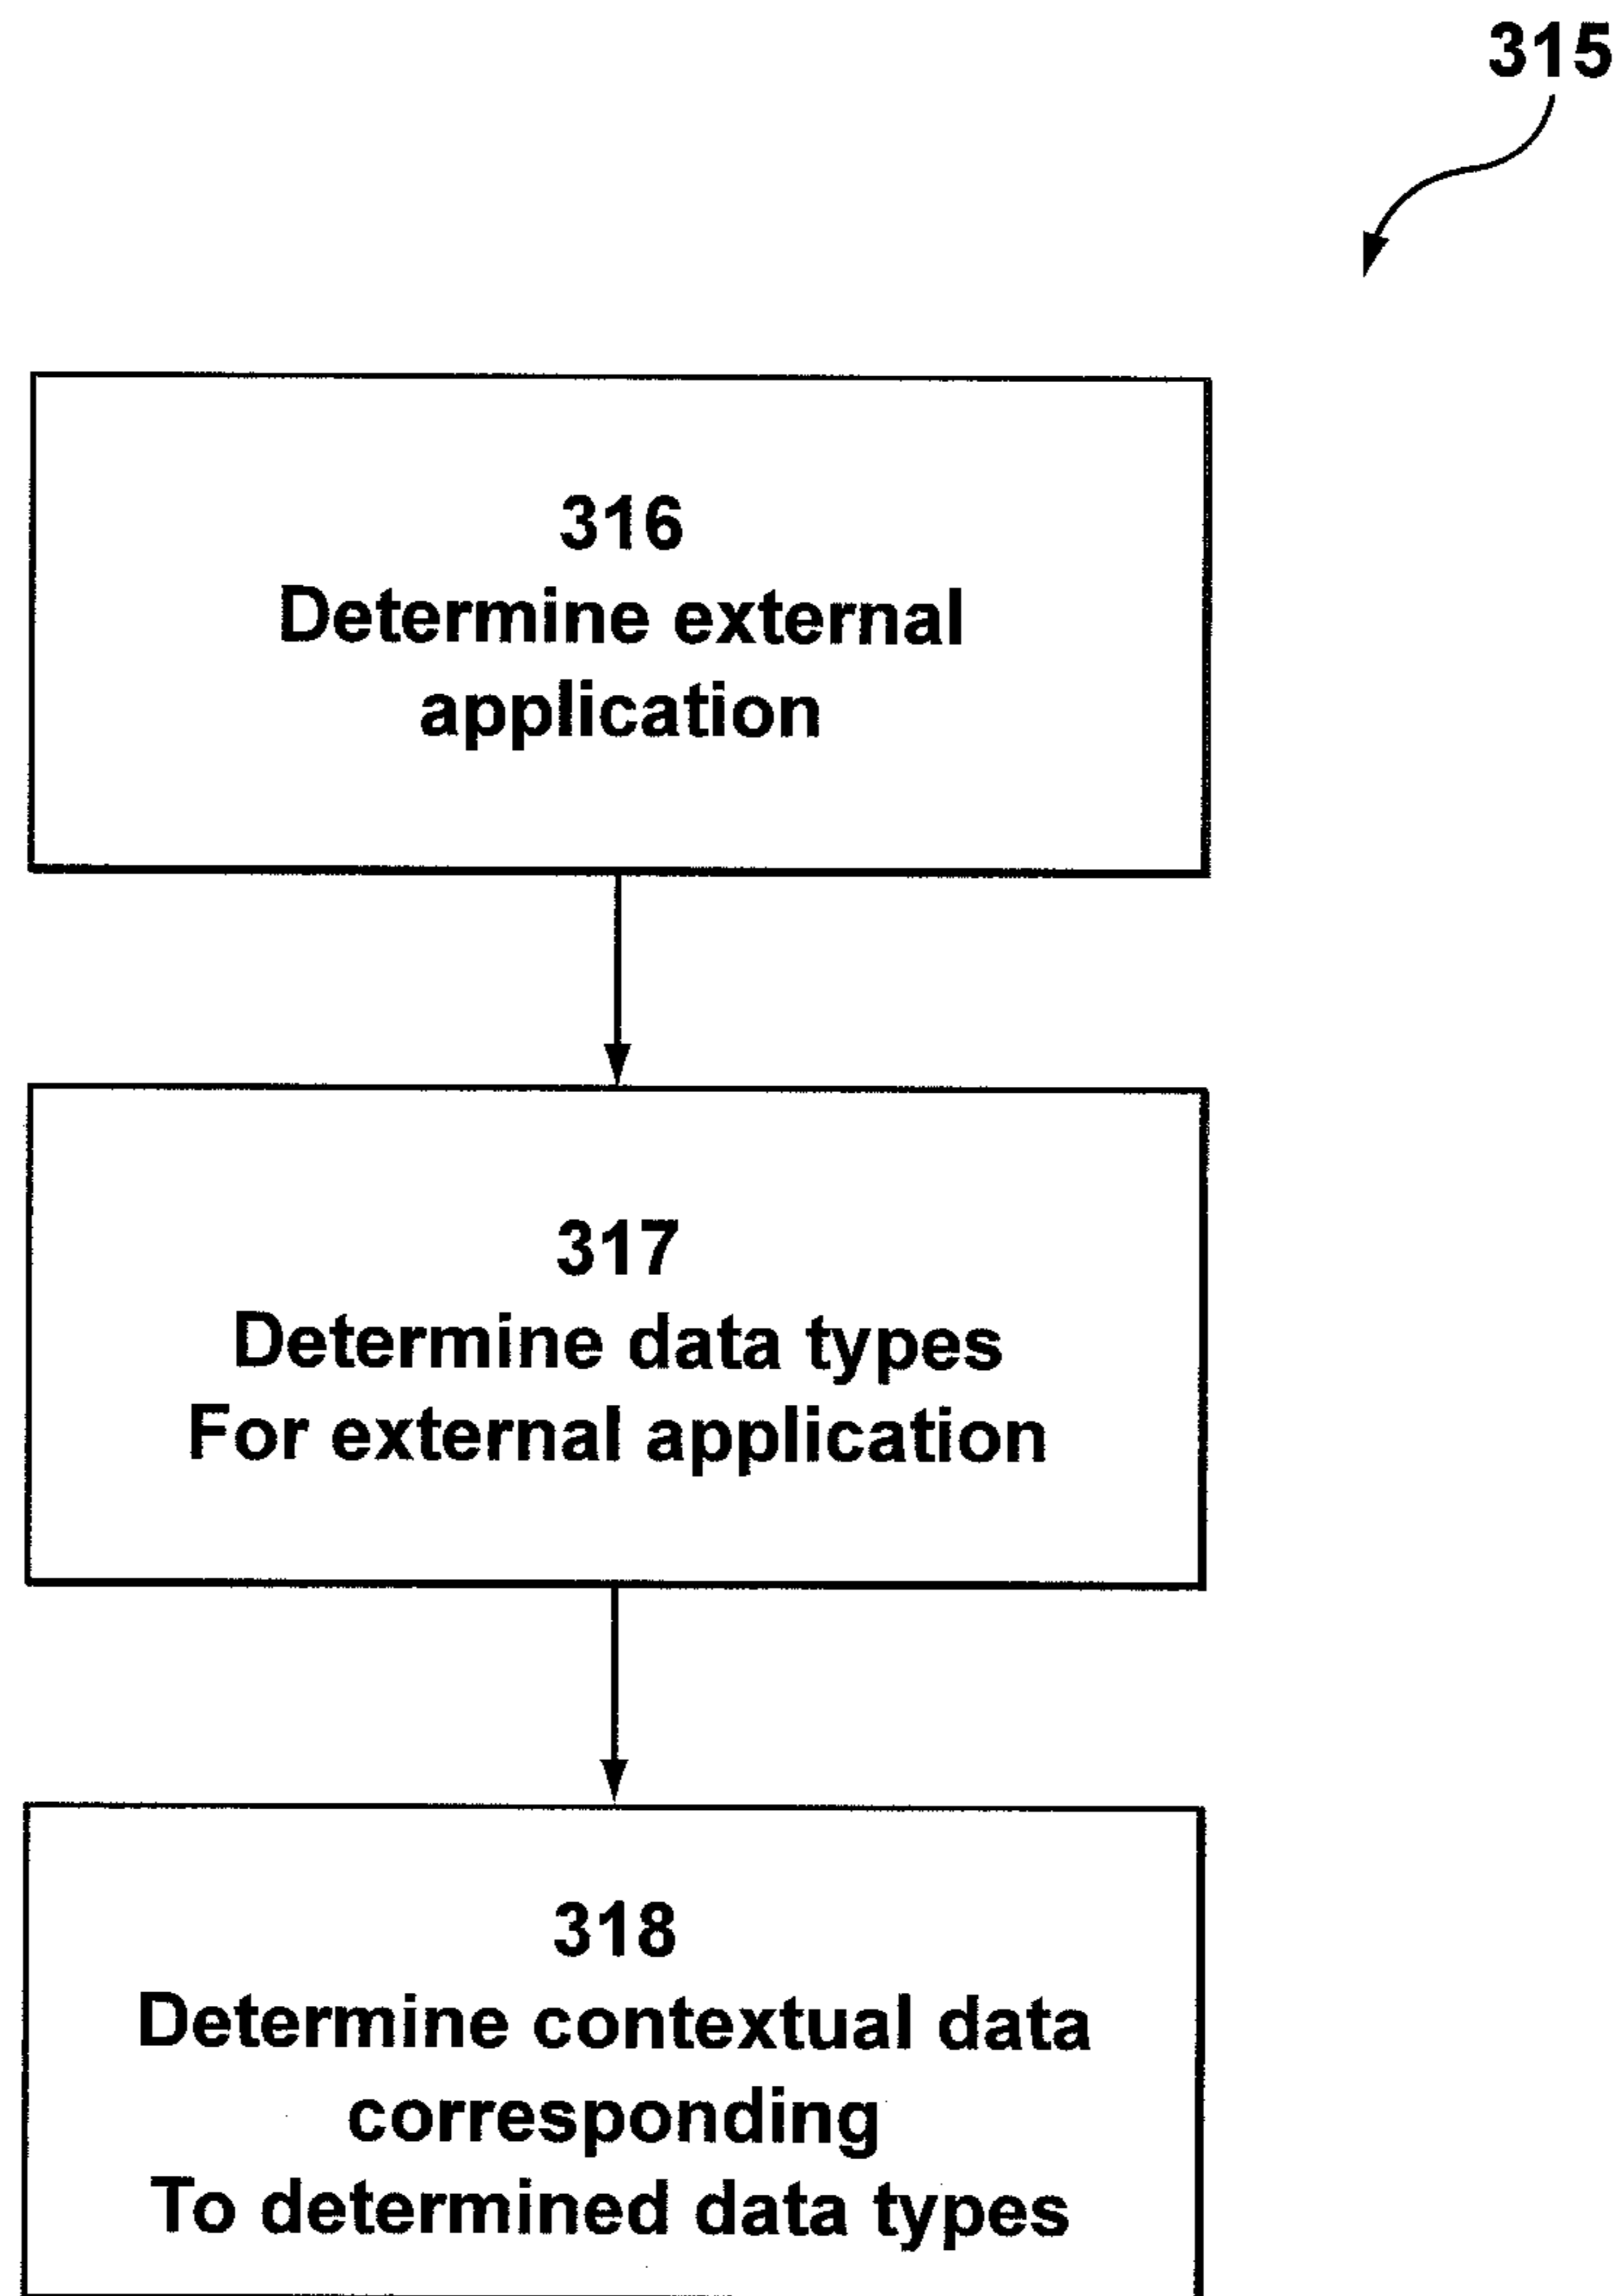 315
316
Determine external
application
317
Determine data types
For external application
318
Determine contextual data
corresponding
To determined data types